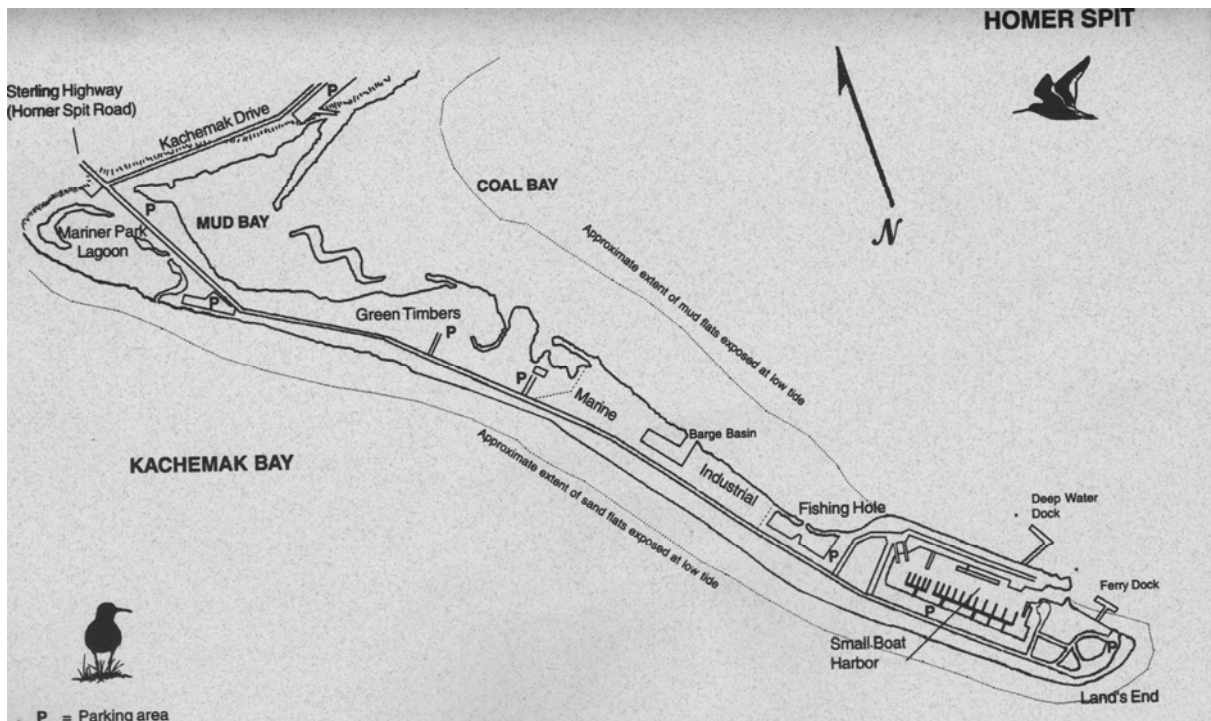 HOMER SPIT
Sterling Highway
(Homer Spit Road)
P
Kachemak Drive
COAL BAY
N
P
MUD BAY
Mariner Park
Lagoon
Approximate extent of mud flats exposed at low tide
P
Green Timbers
P
P
Marine
Barge Basin
KACHEMAK BAY
Approximate extent of sand flats exposed at low tide
Industrial
Fishing Hole
Deep Water
Dock
P
Ferry Dock
P
Small Boat
Harbor
P
Land's End
P = Parking area